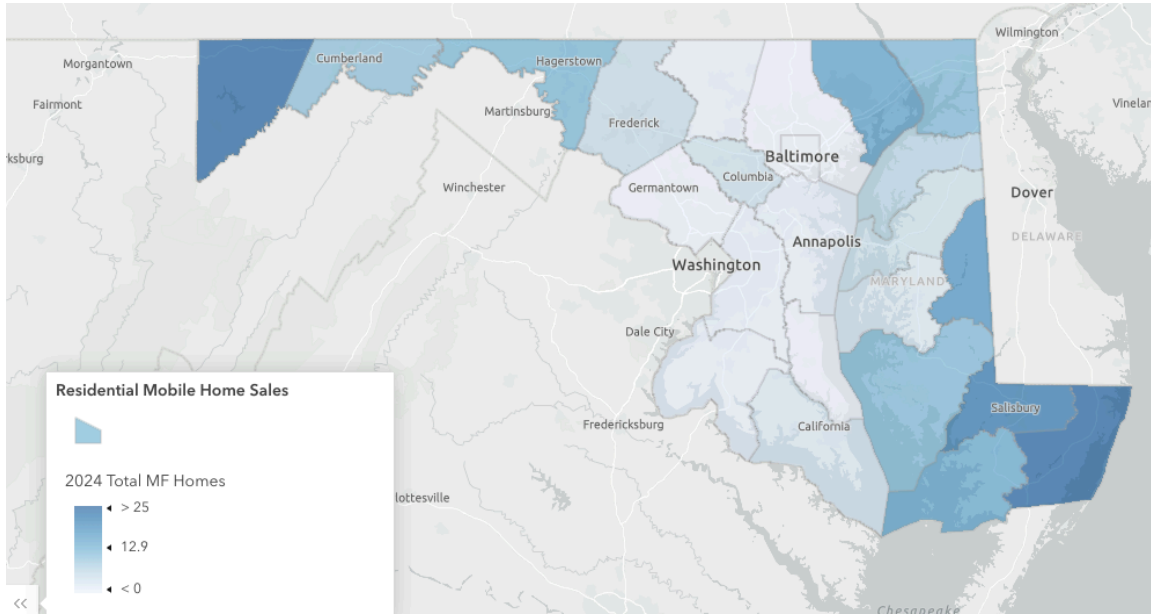 Wilmington
Morgantown
Cumberland
Hagerstown
Fairmont
Martinsburg
Frederick
rksburg
Baltimore
Columbia
Winchester
Germantown
Dover
DELAWARE
Annapolis
Washington
MARYLAND
Dale City
Salisbury
Fredericksburg
California
lottesville
Chesapeake
Residential Mobile Home Sales
2024 Total MF Homes
> 25
12.9
< 0
<<